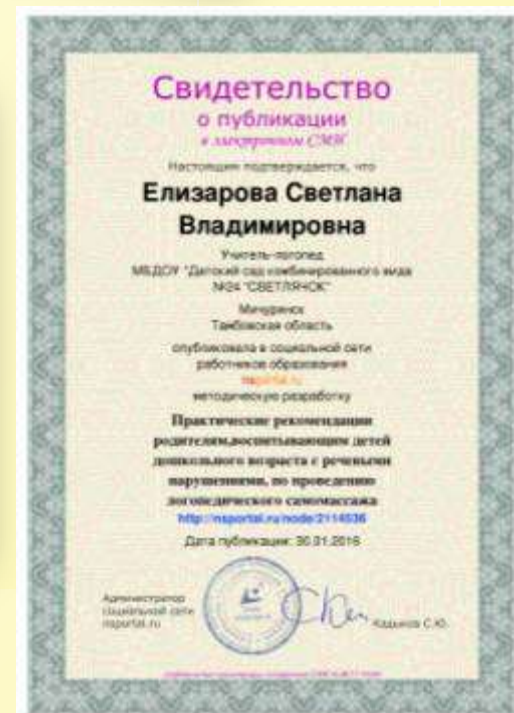 Свидетельство
о публикации
в электронном СМИ
Настоящим подтверждается, что
Елизарова Светлана
Владимировна
Учитель-логопед
МБДОУ "Детский сад комбинированного вида
№24 "СВЕТЛЯЧОК"
Мичуринск
Тамбовская область
опубликовала в социальной сети
работников образования
nsportal.ru
методическую разработку
Практические рекомендации
родителям,воспитывающим детей
дошкольного возраста с речевыми
нарушениями, по проведению
логопедического самомассажа
http://nsportal.ru/node/2114536
Дата публикации: 30.01.2016
Администратор
социальной сети
nsportal.ru
С.Ю.